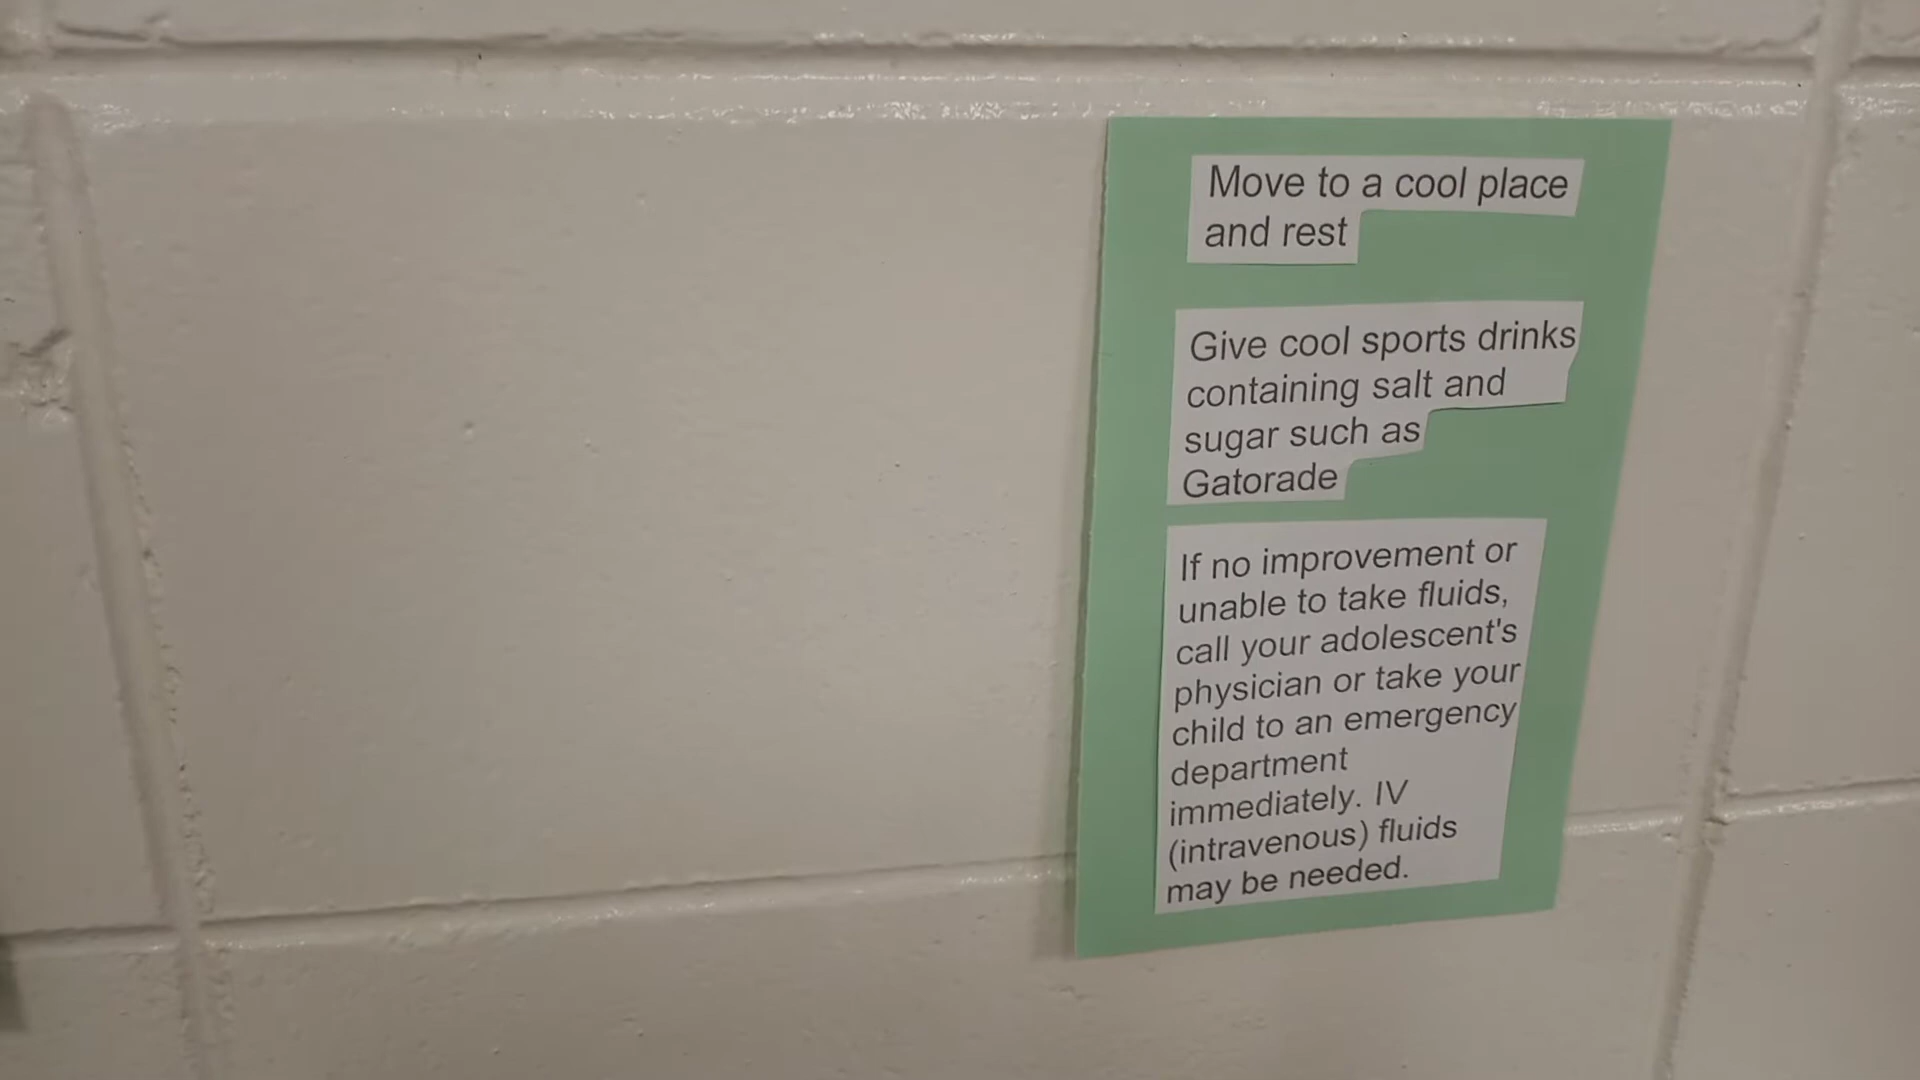 Move to a cool place
and rest
Give cool sports drinks
containing salt and
sugar such as
Gatorade
If no improvement or
unable to take fluids,
call your adolescent's
physician or take your
child to an emergency
department
immediately. IV
(intravenous) fluids
may be needed.